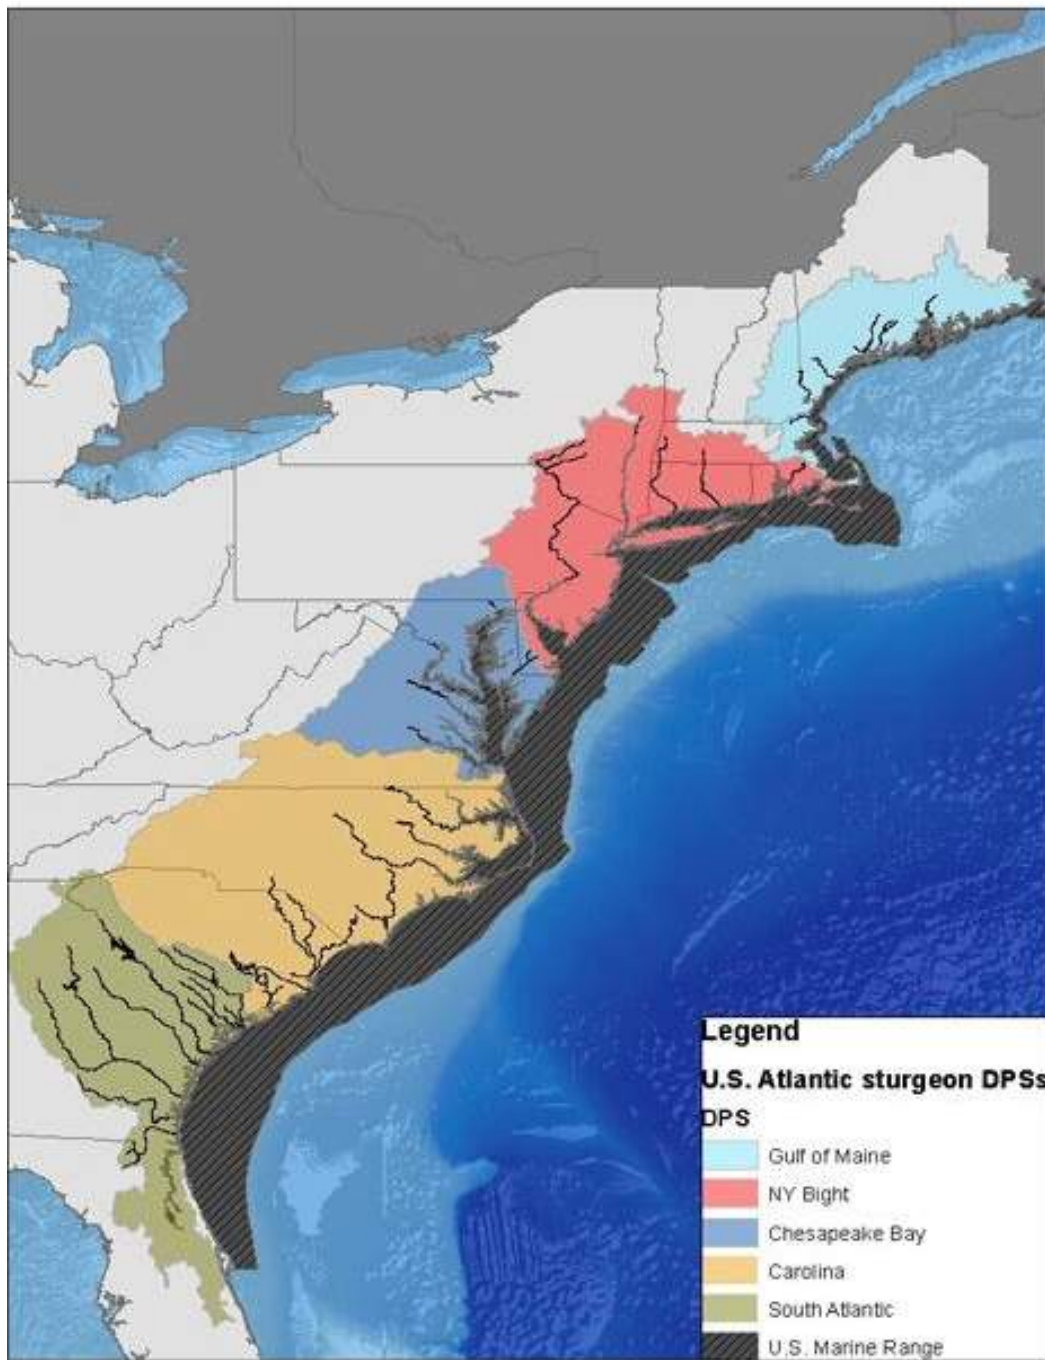 Legend
U.S. Atlantic sturgeon DPSs
DPS
Gulf of Maine
NY Bight
Chesapeake Bay
Carolina
South Atlantic
U.S. Marine Range